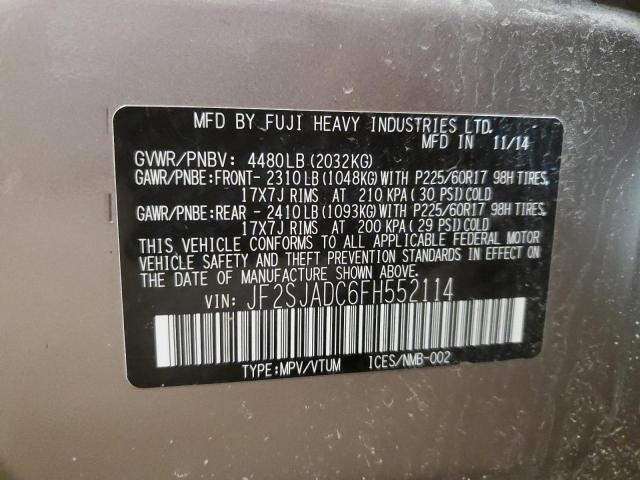 MFD BY FUJI HEAVY INDUSTRIES LTD.
MFD IN 11/14
GVWR/PNBV: 4480LB (2032KG)
GAWR/PNBE:FRONT- 2310LB (1048KG) WITH P225/60R17 98H TIRES,
17X7J RIMS AT 210 KPA (30 PSI) COLD
GAWR/PNBE:REAR - 2410LB (1093KG) WITH P225/60R17 98H TIRES,
17X7J RIMS AT 200 KPA (29 PSI) COLD
THIS VEHICLE CONFORMS TO ALL APPLICABLE FEDERAL MOTOR
VEHICLE SAFETY AND THEFT PREVENTION STANDARDS IN EFFECT ON
THE DATE OF MANUFACTURE SHOWN ABOVE.
VIN: JF2SJADC6FH552114
TYPE:MPV/VTUM ICES/NMB-002